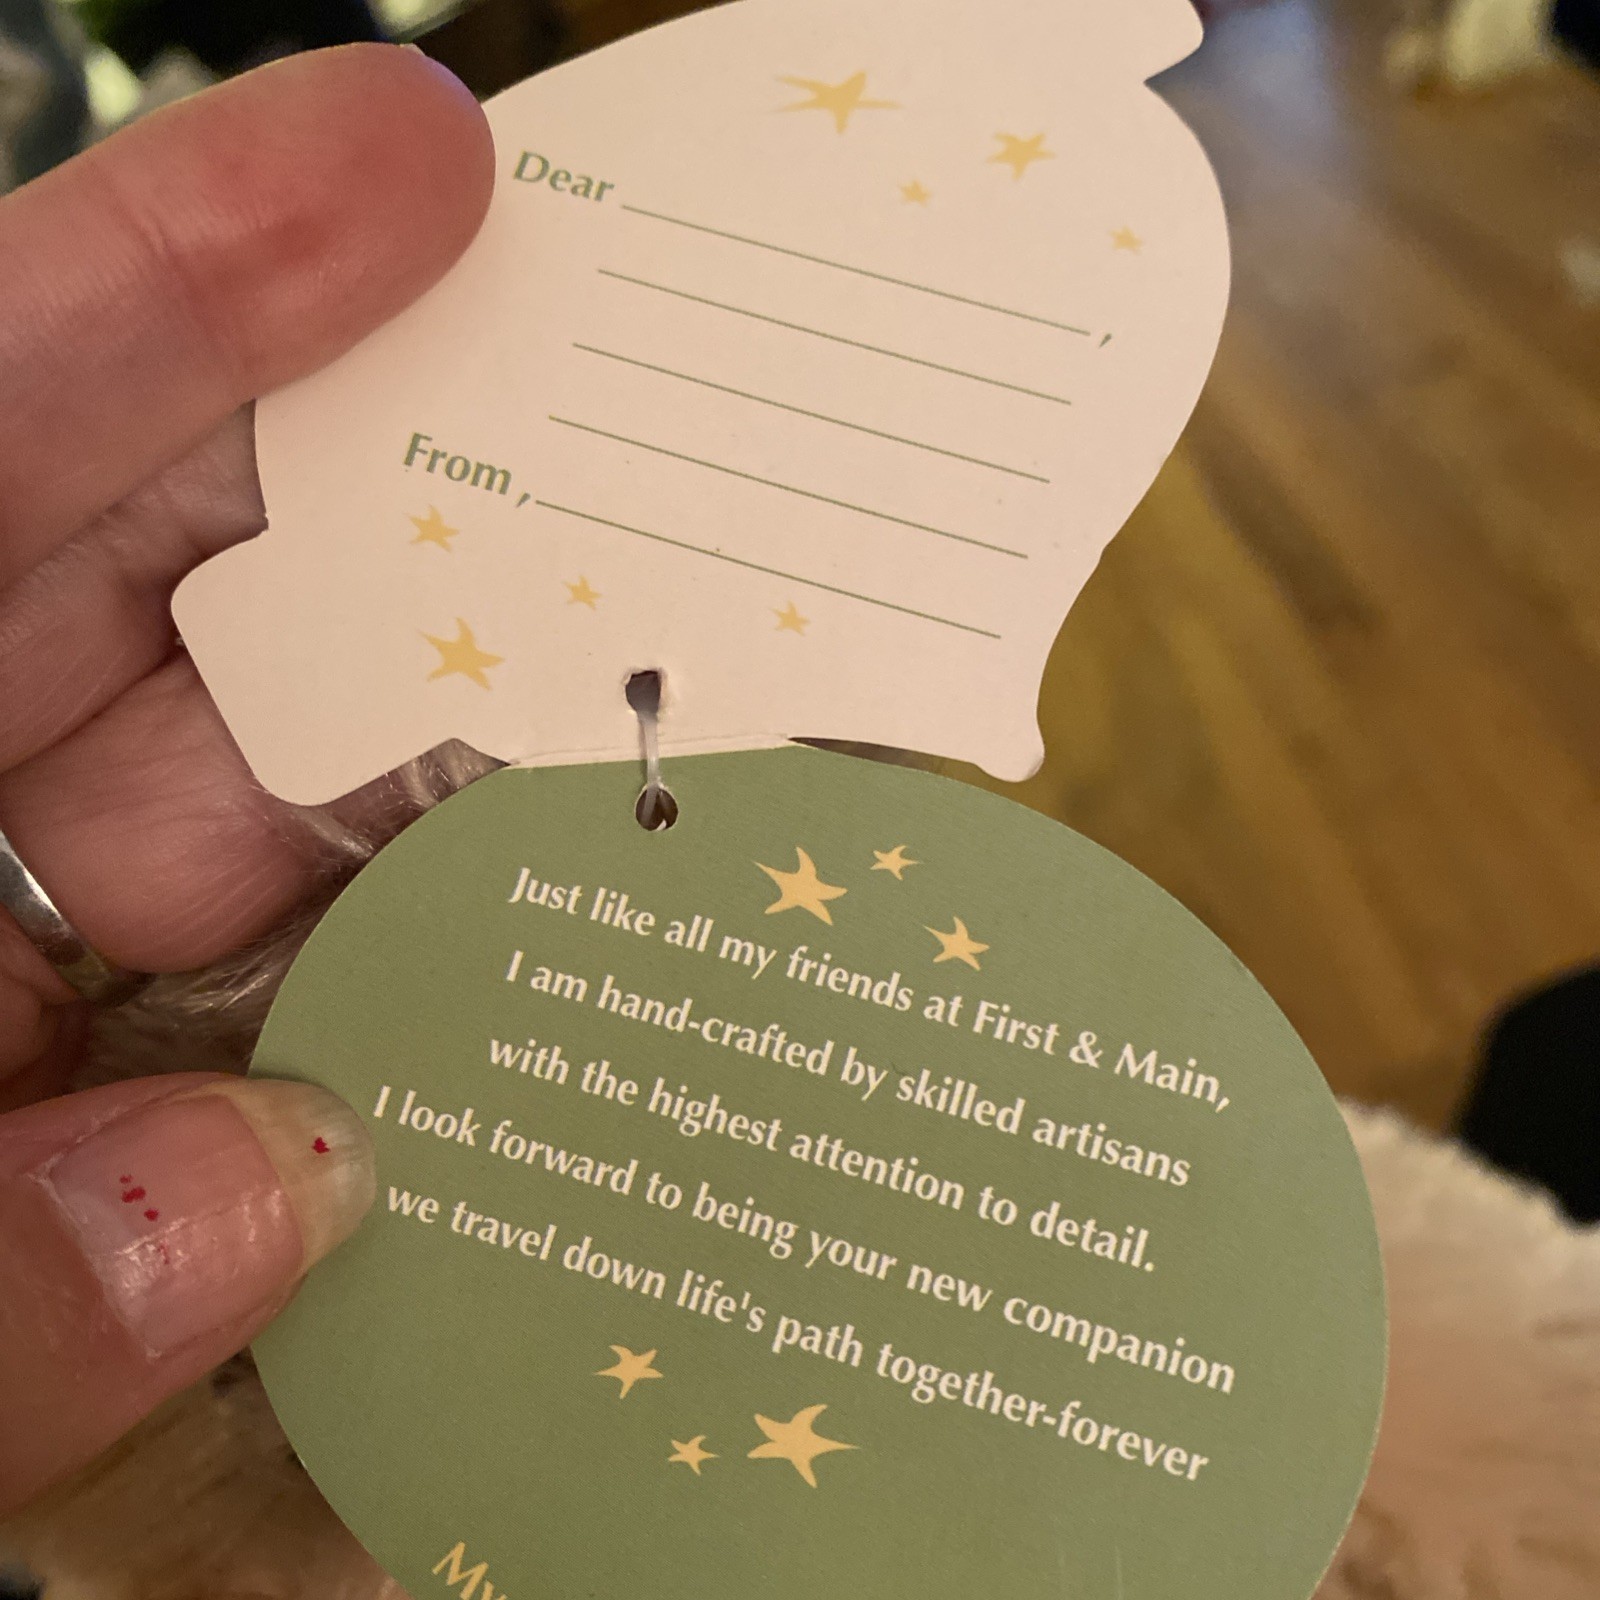 Dear
,
From,
Just like all my friends at First & Main,
I am hand-crafted by skilled artisans
with the highest attention to detail.
I look forward to being your new companion
we travel down life's path together-forever
My